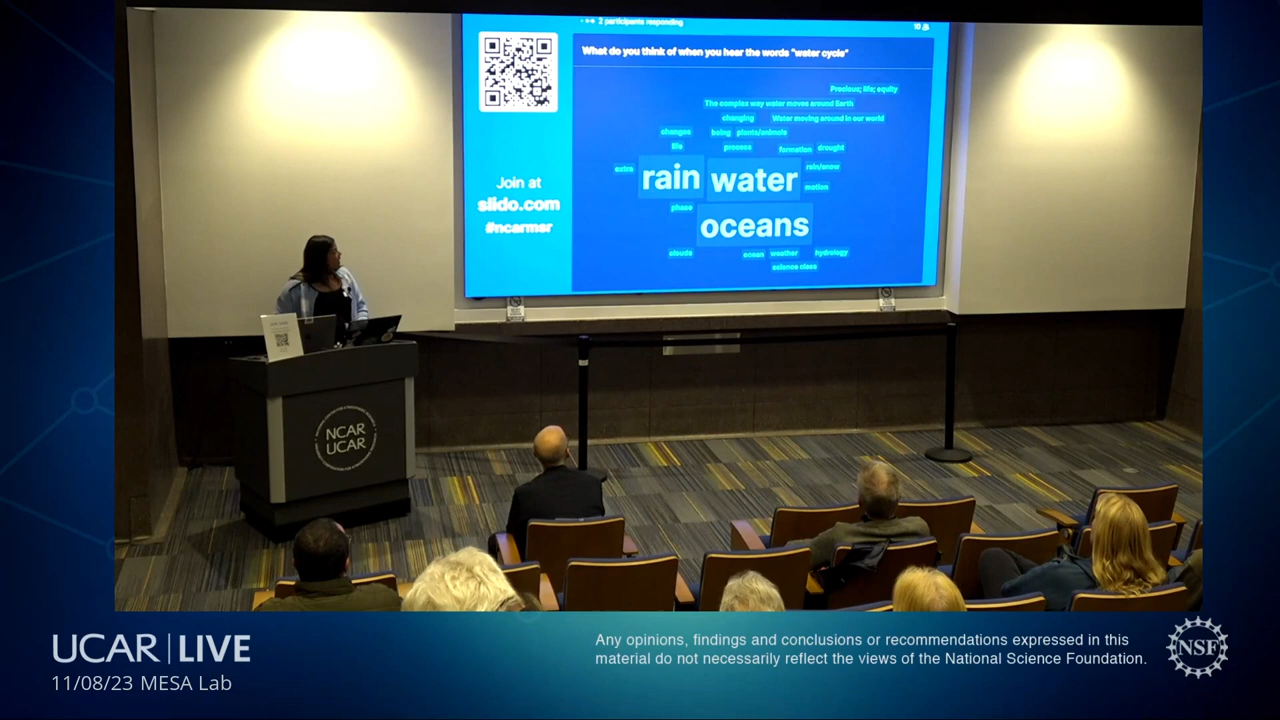 2 participants responding
10
What do you think of when you hear the words "water cycle"
Precious; life; equity
The complex way water moves around Earth
changing Water moving around in our world
changes being plants/animals
life process formation drought
extra rain water rain/snow
motion
phase oceans
clouds ocean weather hydrology
science class
Join at
slido.com
#ncarmsr
NCAR
UCAR
UCAR | LIVE
11/08/23 MESA Lab
Any opinions, findings and conclusions or recommendations expressed in this
material do not necessarily reflect the views of the National Science Foundation.
NSF